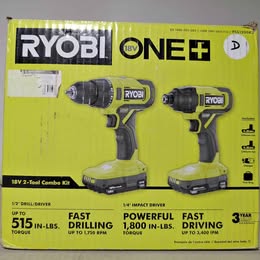 RYOBI 18V ONE+
D
RYOBI
RYOBI
18V 2-Tool Combo Kit
1/2" DRILL/DRIVER
1/4" IMPACT DRIVER
UP TO
515 IN-LBS.
TORQUE
FAST
DRILLING
UP TO 1,750 RPM
POWERFUL
1,800 IN-LBS.
TORQUE
FAST
DRIVING
UP TO 3,400 IPM
3 YEAR